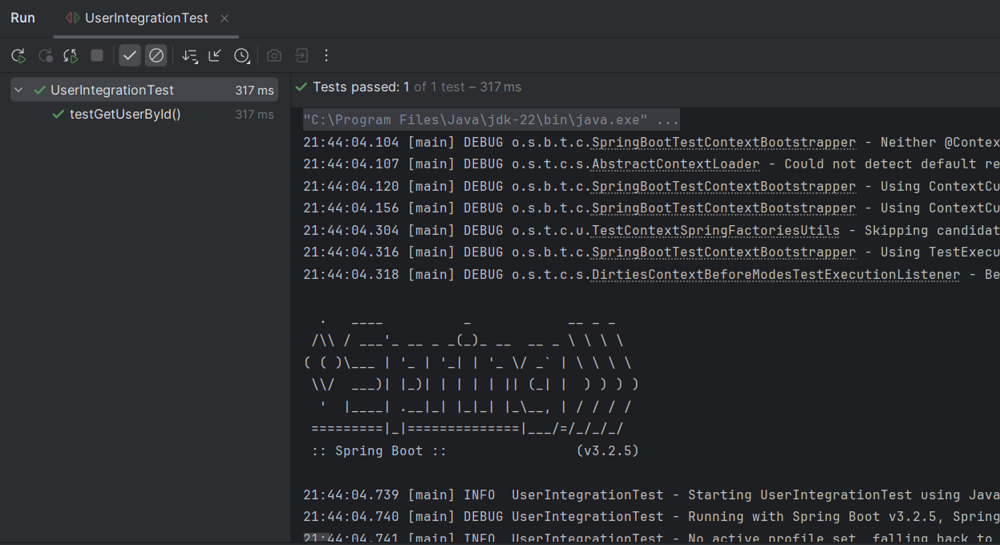 Run UserIntegrationTest
UserIntegrationTest 317 ms
testGetUserById() 317 ms
Tests passed: 1 of 1 test – 317 ms
"C:\Program Files\Java\jdk-22\bin\java.exe" ...
21:44:04.104 [main] DEBUG o.s.b.t.c.SpringBootTestContextBootstrapper - Neither @Contex
21:44:04.107 [main] DEBUG o.s.t.c.s.AbstractContextLoader - Could not detect default re
21:44:04.120 [main] DEBUG o.s.b.t.c.SpringBootTestContextBootstrapper - Using ContextCu
21:44:04.156 [main] DEBUG o.s.b.t.c.SpringBootTestContextBootstrapper - Using ContextCu
21:44:04.304 [main] DEBUG o.s.t.c.u.TestContextSpringFactoriesUtils - Skipping candidat
21:44:04.316 [main] DEBUG o.s.b.t.c.SpringBootTestContextBootstrapper - Using TestExecu
21:44:04.318 [main] DEBUG o.s.t.c.s.DirtiesContextBeforeModesTestExecutionListener - Be
  .   ____          _            __ _ _
 /\\ / ___'_ __ _ _(_)_ __  __ _ \ \ \ \
( ( )\___ | '_ | '_| | '_ \/ _` | \ \ \ \
 \\/  ___)| |_)| | | | | || (_| |  ) ) ) )
  '  |____| .__|_| |_|_| |_\__, | / / / /
 =========|_|==============|___/=/_/_/_/
 :: Spring Boot ::                (v3.2.5)
21:44:04.739 [main] INFO  UserIntegrationTest - Starting UserIntegrationTest using Java
21:44:04.740 [main] DEBUG UserIntegrationTest - Running with Spring Boot v3.2.5, Spring
21:44:04.741 [main] INFO  UserIntegrationTest - No active profile set, falling back to